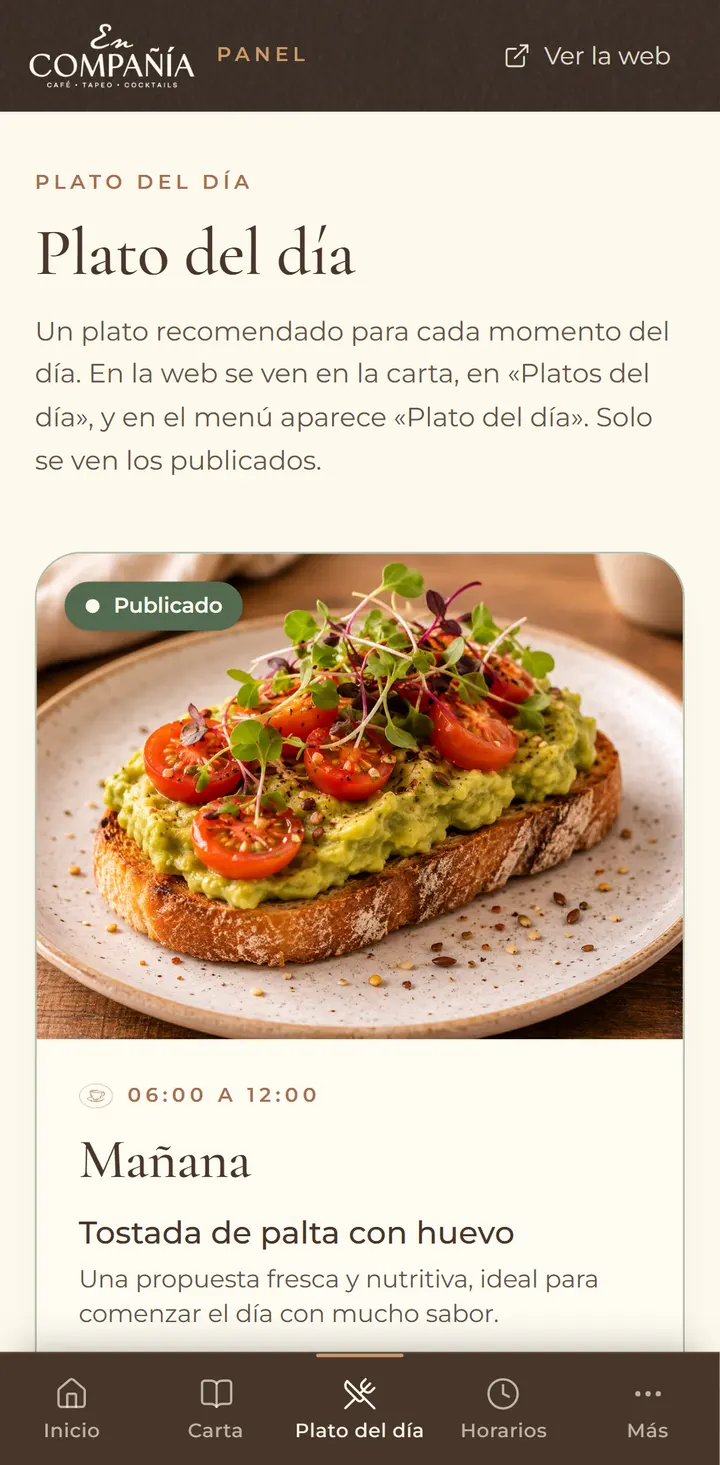 En
COMPAÑÍA
CAFÉ • TAPEO • COCKTAILS
PANEL
Ver la web
PLATO DEL DÍA
Plato del día
Un plato recomendado para cada momento del
día. En la web se ven en la carta, en «Platos del
día», y en el menú aparece «Plato del día». Solo
se ven los publicados.
Publicado
06:00 A 12:00
Mañana
Tostada de palta con huevo
Una propuesta fresca y nutritiva, ideal para
comenzar el día con mucho sabor.
Inicio
Carta
Plato del día
Horarios
Más